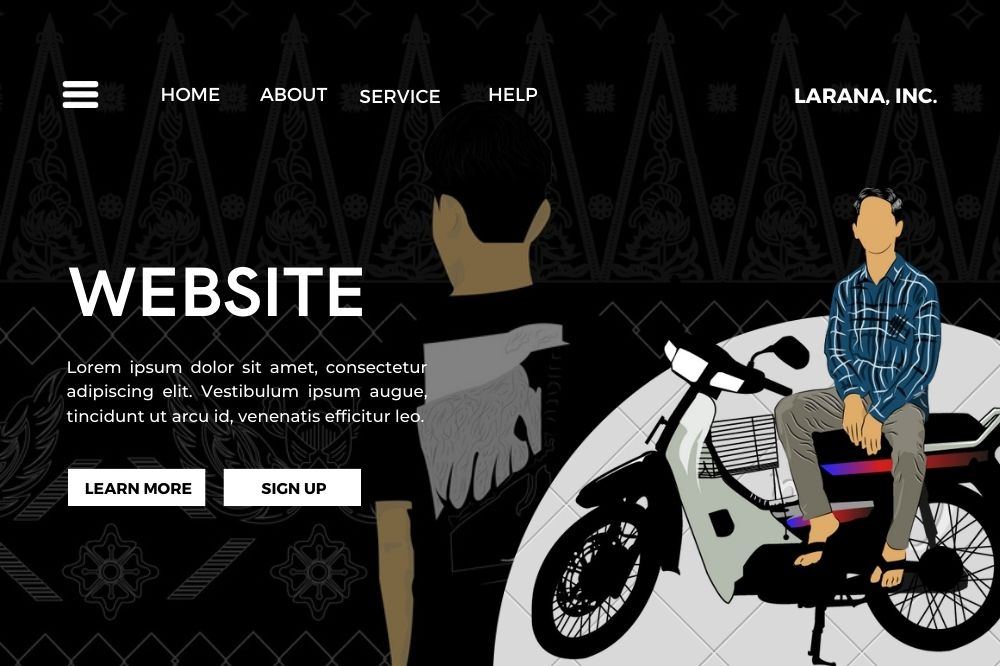 HOME ABOUT SERVICE HELP LARANA, INC.
WEBSITE
Lorem ipsum dolor sit amet, consectetur
adipiscing elit. Vestibulum ipsum augue,
tincidunt ut arcu id, venenatis efficitur leo.
LEARN MORE SIGN UP